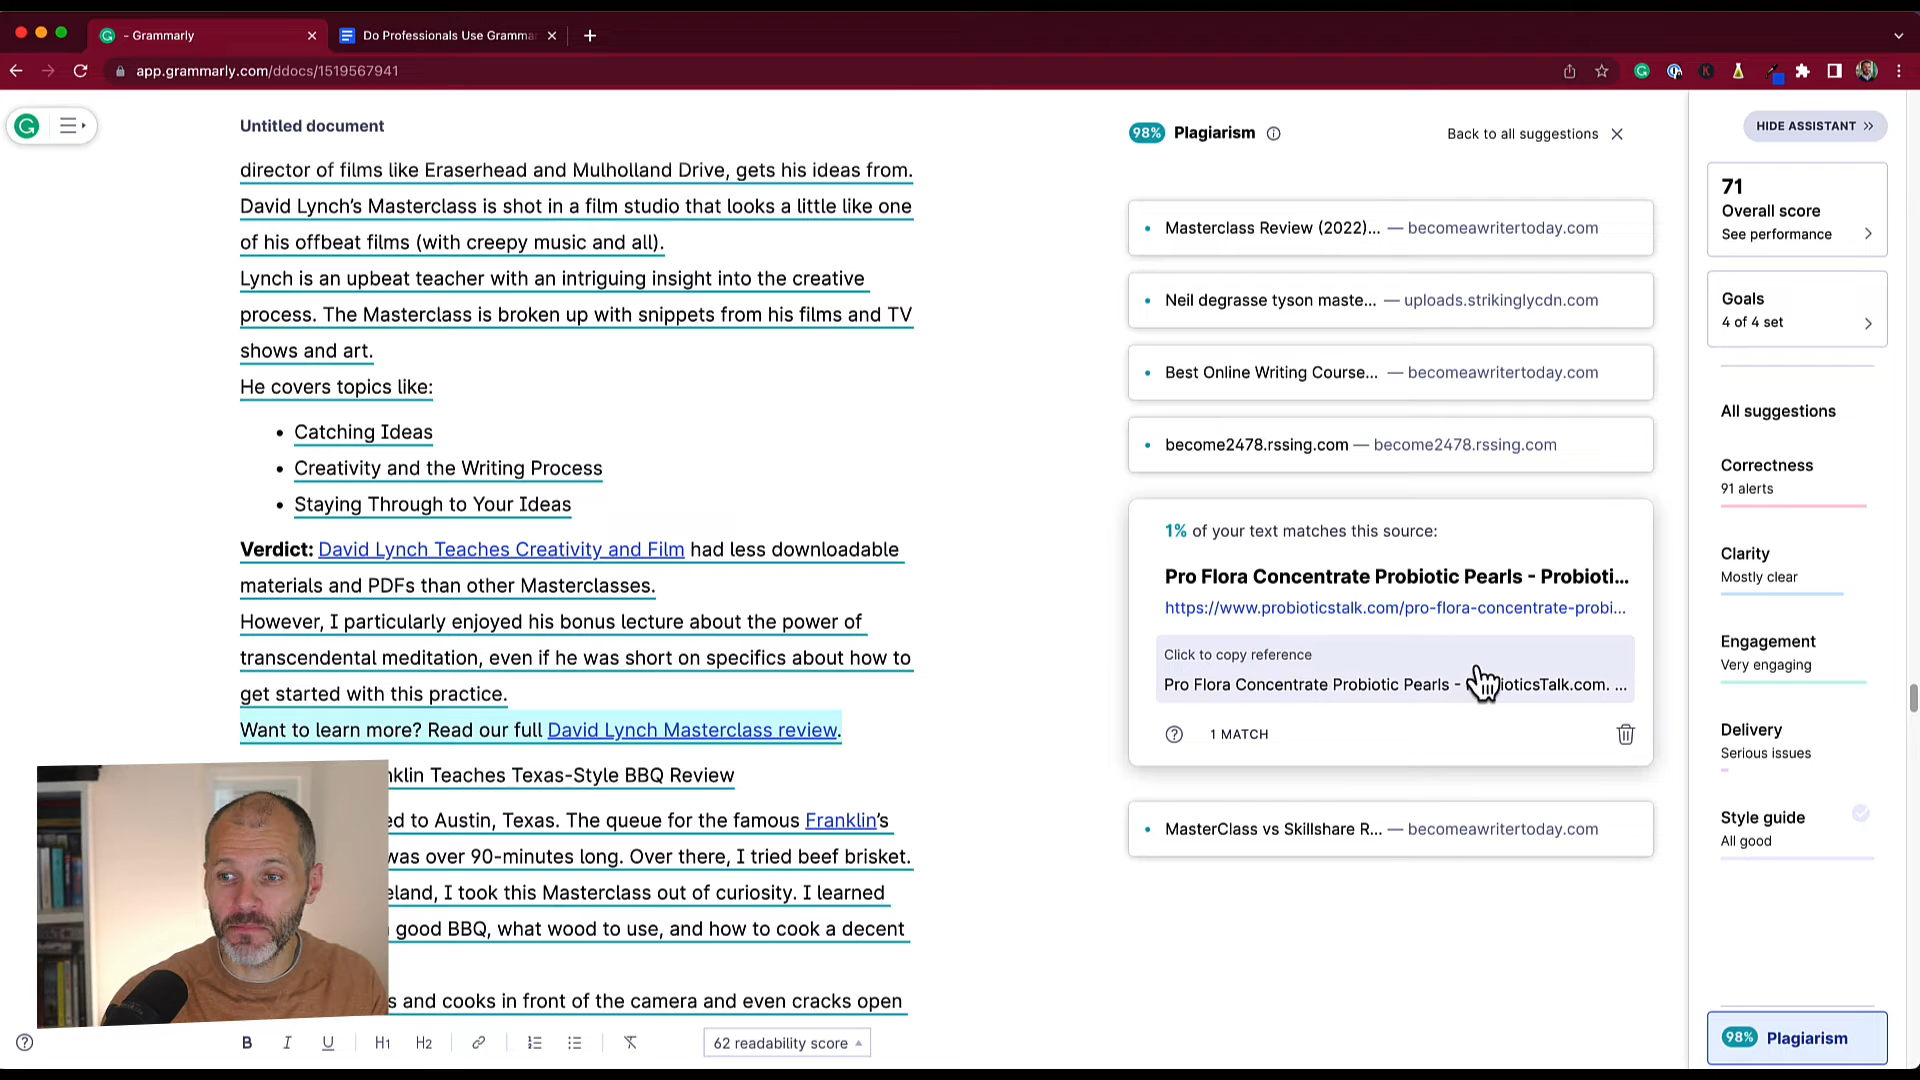 - Grammarly
Do Professionals Use Gramma
app.grammarly.com/ddocs/1519567941
Untitled document
director of films like Eraserhead and Mulholland Drive, gets his ideas from.
David Lynch's Masterclass is shot in a film studio that looks a little like one
of his offbeat films (with creepy music and all).
Lynch is an upbeat teacher with an intriguing insight into the creative
process. The Masterclass is broken up with snippets from his films and TV
shows and art.
He covers topics like:
• Catching Ideas
• Creativity and the Writing Process
• Staying Through to Your Ideas
Verdict: David Lynch Teaches Creativity and Film had less downloadable
materials and PDFs than other Masterclasses.
However, I particularly enjoyed his bonus lecture about the power of
transcendental meditation, even if he was short on specifics about how to
get started with this practice.
Want to learn more? Read our full David Lynch Masterclass review.
klin Teaches Texas-Style BBQ Review
ed to Austin, Texas. The queue for the famous Franklin's
was over 90-minutes long. Over there, I tried beef brisket.
eland, I took this Masterclass out of curiosity. I learned
good BBQ, what wood to use, and how to cook a decent
s and cooks in front of the camera and even cracks open
B I U H1 H2
62 readability score
98% Plagiarism
Back to all suggestions
Masterclass Review (2022)... — becomeawritertoday.com
Neil degrasse tyson maste... — uploads.strikinglycdn.com
Best Online Writing Course... — becomeawritertoday.com
become2478.rssing.com — become2478.rssing.com
1% of your text matches this source:
Pro Flora Concentrate Probiotic Pearls - Probioti...
https://www.probioticstalk.com/pro-flora-concentrate-probi...
Click to copy reference
Pro Flora Concentrate Probiotic Pearls - ioticsTalk.com. ...
1 MATCH
MasterClass vs Skillshare R... — becomeawritertoday.com
HIDE ASSISTANT
71
Overall score
See performance
Goals
4 of 4 set
All suggestions
Correctness
91 alerts
Clarity
Mostly clear
Engagement
Very engaging
Delivery
Serious issues
Style guide
All good
98% Plagiarism